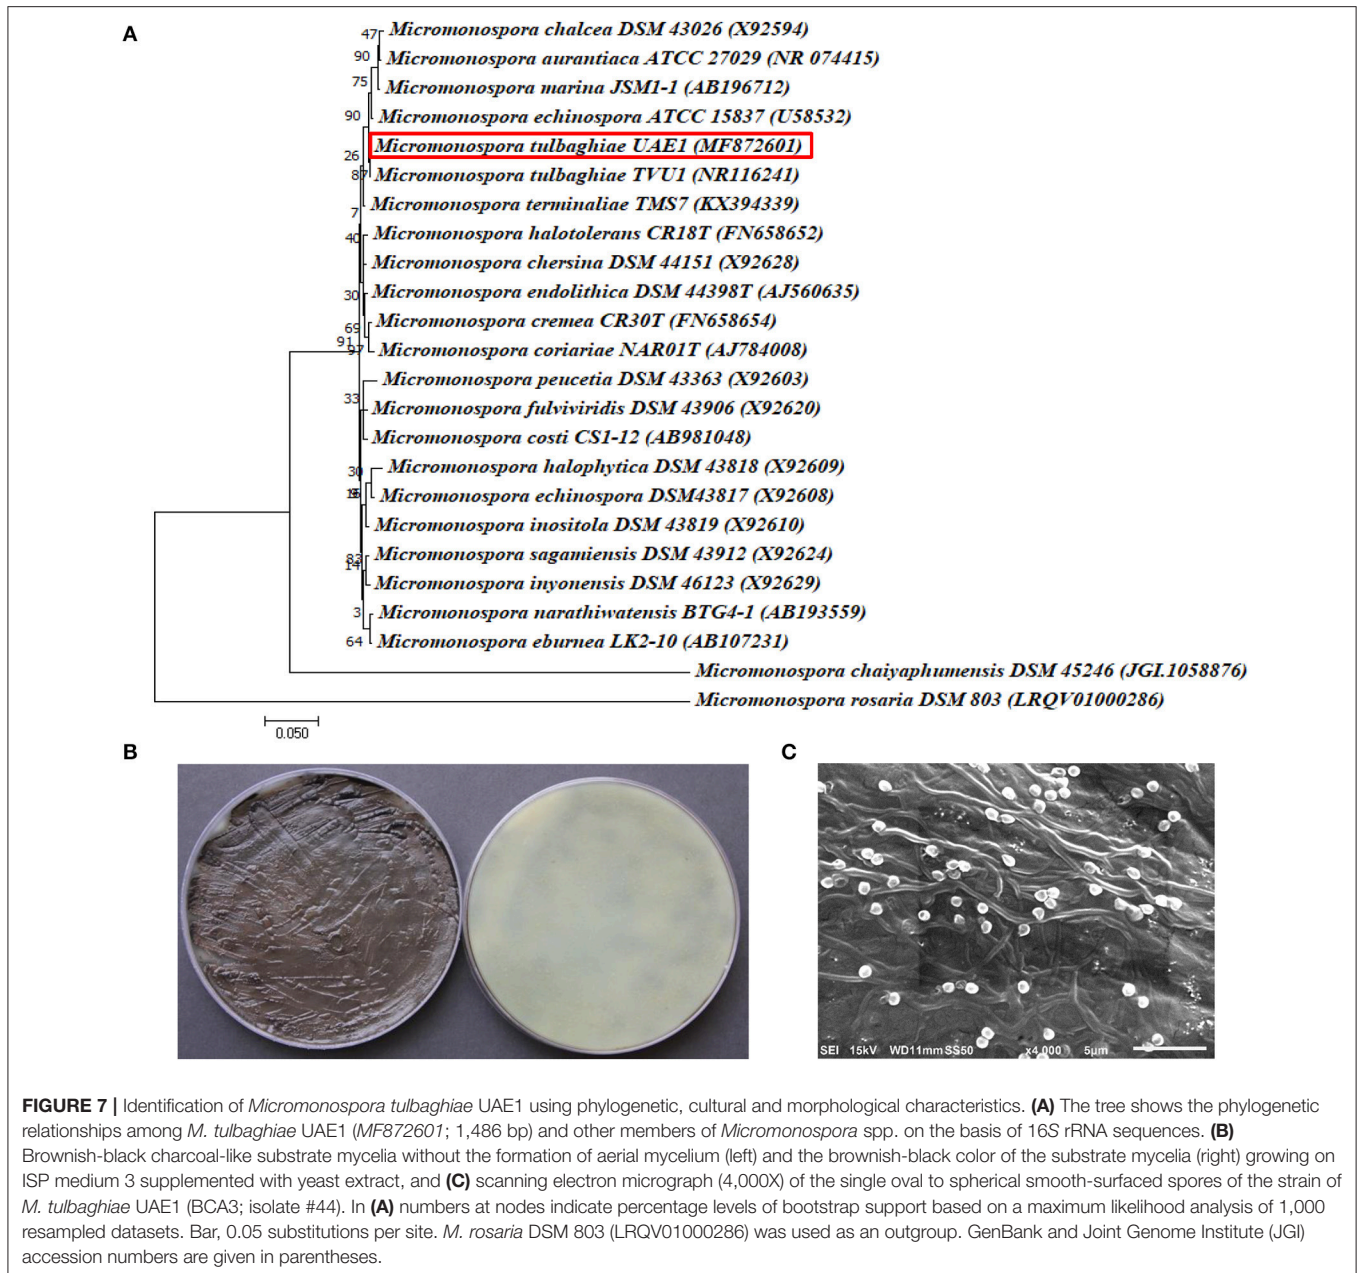 A
47
Micromonospora chalcea DSM 43026 (X92594)
90
Micromonospora aurantiaca ATCC 27029 (NR 074415)
75
Micromonospora marina JSM1-1 (AB196712)
90
Micromonospora echinospora ATCC 15837 (U58532)
Micromonospora tulbaghiae UAE1 (MF872601)
26
87
Micromonospora tulbaghiae TVU1 (NR116241)
7
Micromonospora terminaliae TMS7 (KX394339)
40
Micromonospora halotolerans CR18T (FN658652)
Micromonospora chersina DSM 44151 (X92628)
30
Micromonospora endolithica DSM 44398T (AJ560635)
69
Micromonospora cremea CR30T (FN658654)
91
97
Micromonospora coriariae NAR01T (AJ784008)
Micromonospora peucetia DSM 43363 (X92603)
33
Micromonospora fulviviridis DSM 43906 (X92620)
Micromonospora costi CS1-12 (AB981048)
30
Micromonospora halophytica DSM 43818 (X92609)
16
Micromonospora echinospora DSM43817 (X92608)
Micromonospora inositola DSM 43819 (X92610)
83
14
Micromonospora sagamiensis DSM 43912 (X92624)
Micromonospora inyonensis DSM 46123 (X92629)
3
Micromonospora narathiwatensis BTG4-1 (AB193559)
64
Micromonospora eburnea LK2-10 (AB107231)
Micromonospora chaiyaphumensis DSM 45246 (JGI.1058876)
Micromonospora rosaria DSM 803 (LRQV01000286)
0.050
B
C
SEI 15kV WD11mm SS50 x4,000 5µm
FIGURE 7 | Identification of Micromonospora tulbaghiae UAE1 using phylogenetic, cultural and morphological characteristics. (A) The tree shows the phylogenetic
relationships among M. tulbaghiae UAE1 (MF872601; 1,486 bp) and other members of Micromonospora spp. on the basis of 16S rRNA sequences. (B)
Brownish-black charcoal-like substrate mycelia without the formation of aerial mycelium (left) and the brownish-black color of the substrate mycelia (right) growing on
ISP medium 3 supplemented with yeast extract, and (C) scanning electron micrograph (4,000X) of the single oval to spherical smooth-surfaced spores of the strain of
M. tulbaghiae UAE1 (BCA3; isolate #44). In (A) numbers at nodes indicate percentage levels of bootstrap support based on a maximum likelihood analysis of 1,000
resampled datasets. Bar, 0.05 substitutions per site. M. rosaria DSM 803 (LRQV01000286) was used as an outgroup. GenBank and Joint Genome Institute (JGI)
accession numbers are given in parentheses.